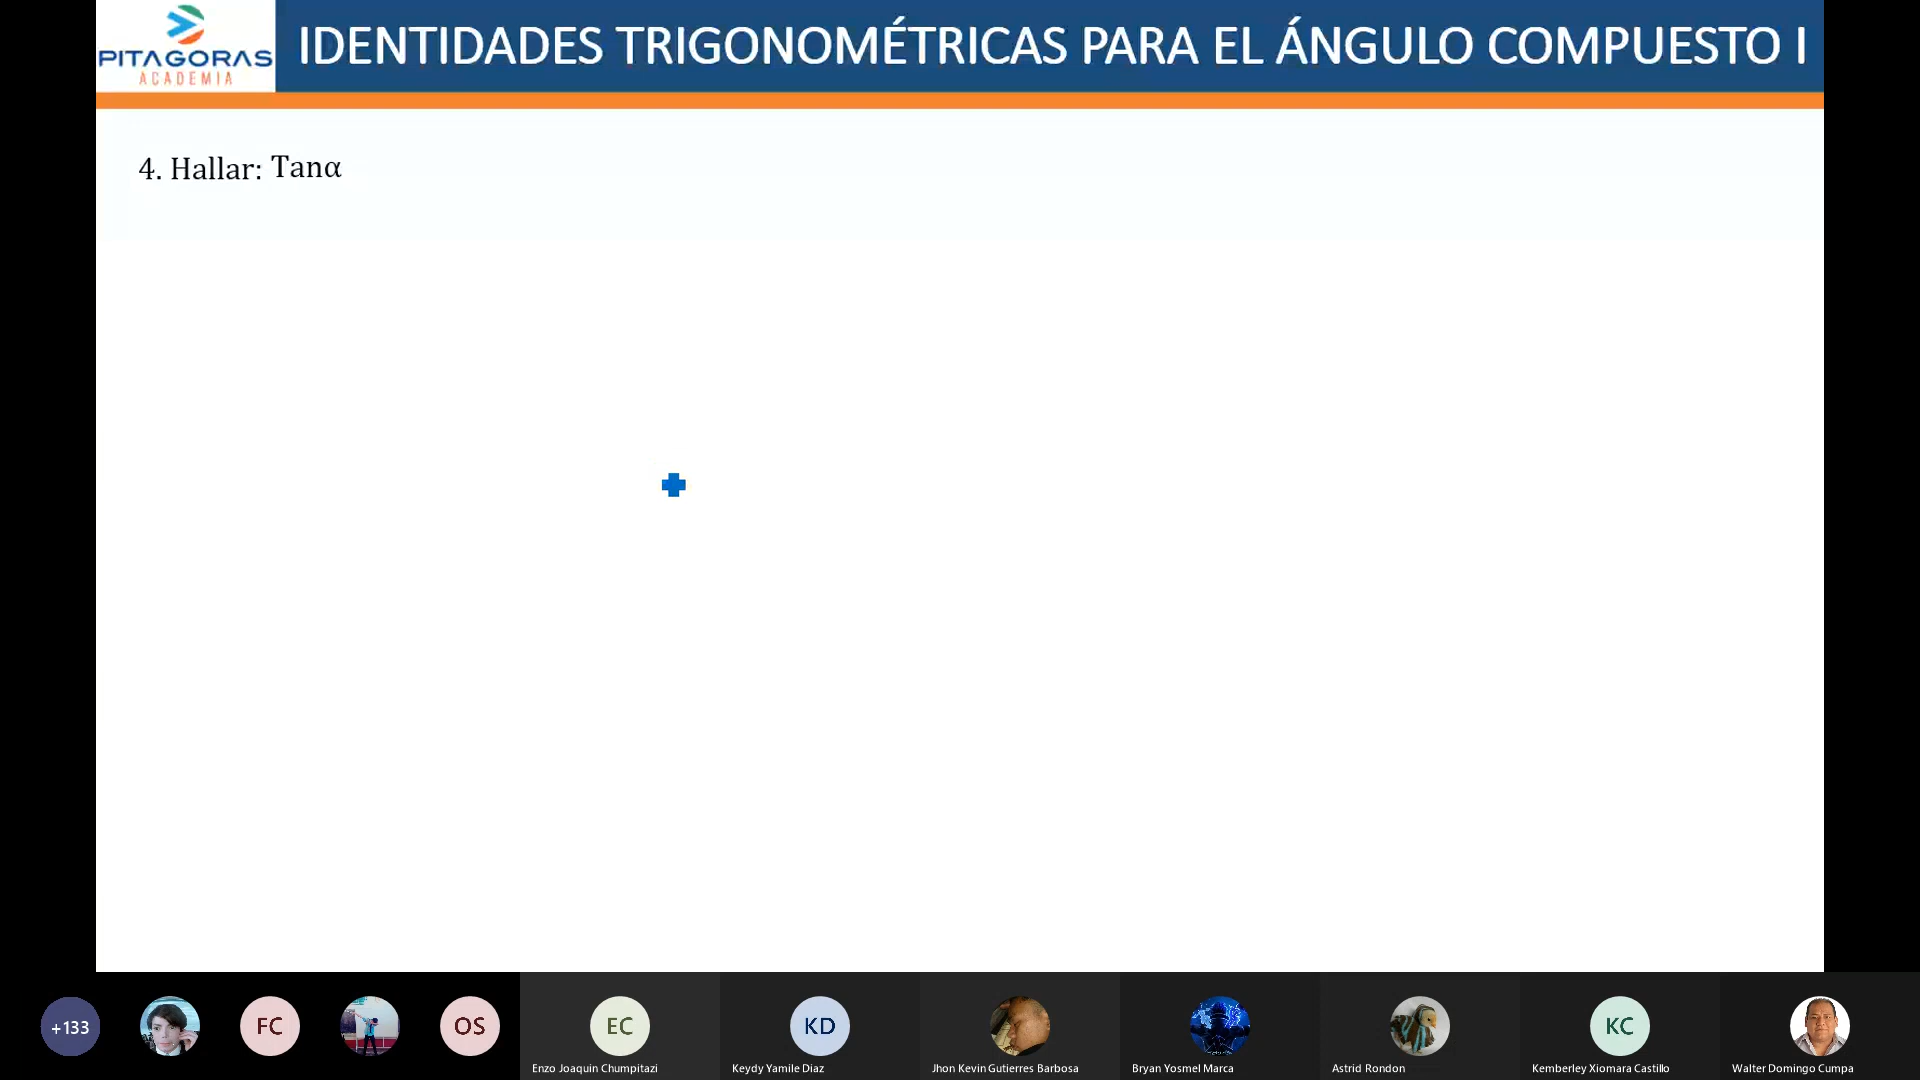 PITAGORAS
ACADEMIA
IDENTIDADES TRIGONOMÉTRICAS PARA EL ÁNGULO COMPUESTO I
4. Hallar: Tanα
+133
FC
OS
EC
KD
KC
Enzo Joaquin Chumpitazi
Keydy Yamile Diaz
Jhon Kevin Gutierres Barbosa
Bryan Yosmel Marca
Astrid Rondon
Kemberley Xiomara Castillo
Walter Domingo Cumpa